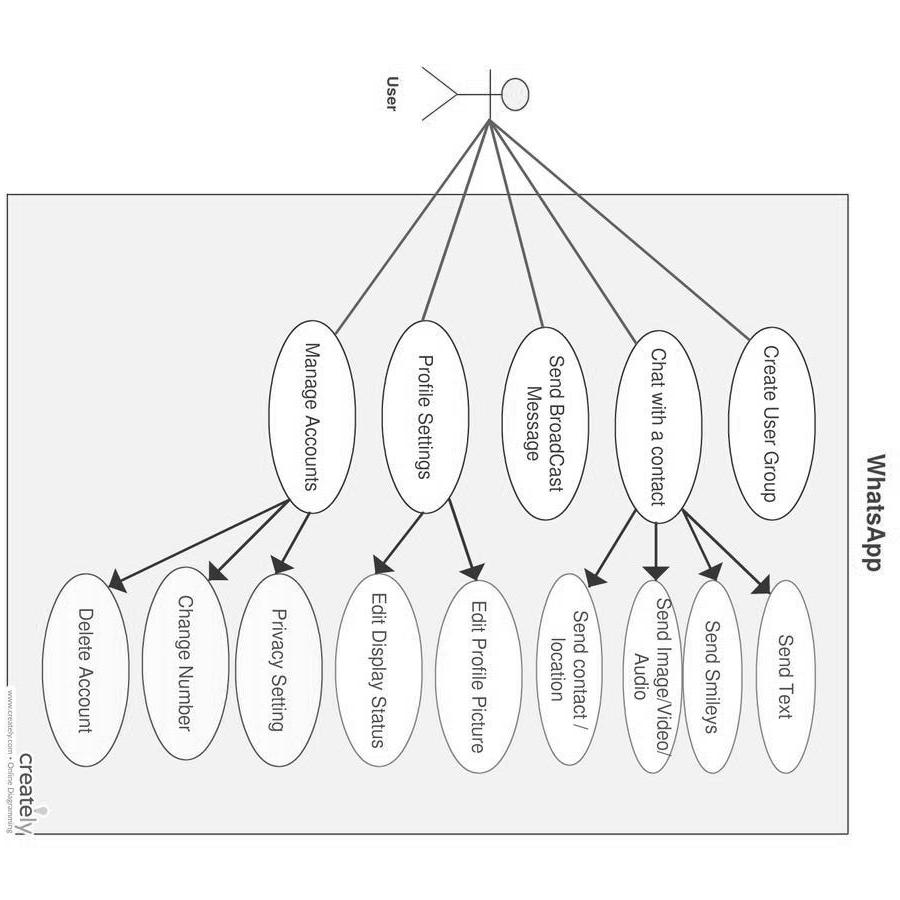 WhatsApp
User
Create User Group
Chat with a contact
Send BroadCast
Message
Profile Settings
Manage Accounts
Send Text
Send Smileys
Send Image/Video/
Audio
Send contact /
location
Edit Profile Picture
Edit Display Status
Privacy Setting
Change Number
Delete Account
creately
www.creately.com • Online Diagramming